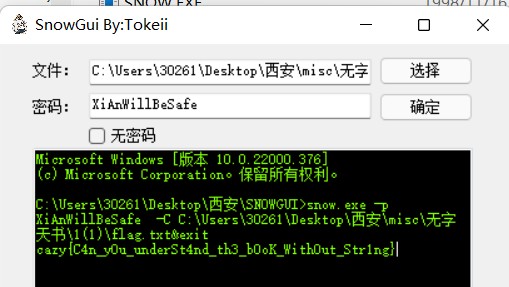 SNOW.EXE
1998/11/16
SnowGui By:Tokeii
文件：
C:\Users\30261\Desktop\西安\misc\无字
选择
密码：
XiAnWillBeSafe
确定
无密码
Microsoft Windows [版本 10.0.22000.376]
(c) Microsoft Corporation。保留所有权利。
C:\Users\30261\Desktop\西安\SNOWGUI>snow.exe -p
XiAnWillBeSafe  -C C:\Users\30261\Desktop\西安\misc\无字
天书\1(1)\flag.txt&exit
cazy{C4n_y0u_underSt4nd_th3_b0oK_With0ut_Str1ng}